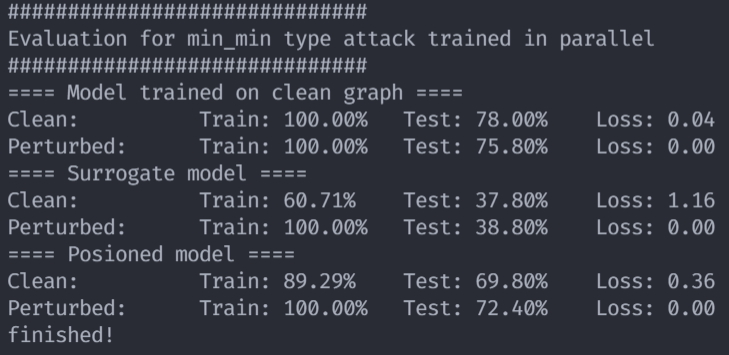 ##############################
Evaluation for min_min type attack trained in parallel
##############################
==== Model trained on clean graph ====
Clean: Train: 100.00% Test: 78.00% Loss: 0.04
Perturbed: Train: 100.00% Test: 75.80% Loss: 0.00
==== Surrogate model ====
Clean: Train: 60.71% Test: 37.80% Loss: 1.16
Perturbed: Train: 100.00% Test: 38.80% Loss: 0.00
==== Posioned model ====
Clean: Train: 89.29% Test: 69.80% Loss: 0.36
Perturbed: Train: 100.00% Test: 72.40% Loss: 0.00
finished!